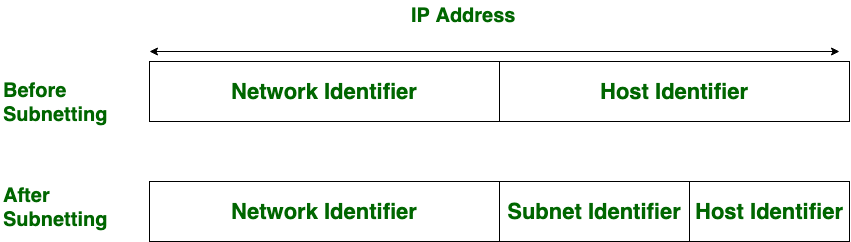 IP Address
Before
Subnetting
Network Identifier
Host Identifier
After
Subnetting
Network Identifier
Subnet Identifier
Host Identifier